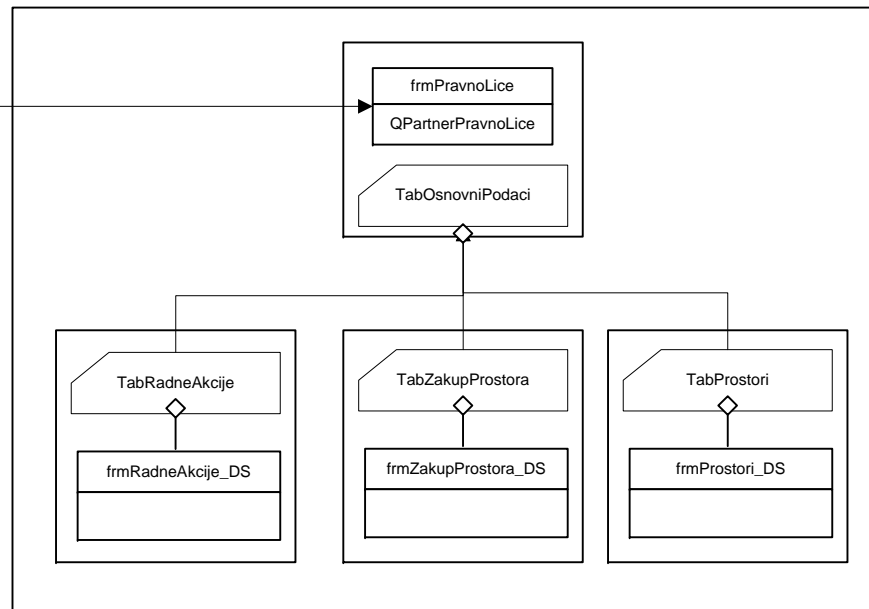 frmPravnoLice
QPartnerPravnoLice
TabOsnovniPodaci
TabRadneAkcije
TabZakupProstora
TabProstori
frmRadneAkcije_DS
frmZakupProstora_DS
frmProstori_DS